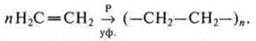 nH₂C=CH₂ →[P / уф.] (—CH₂—CH₂—)ₙ.